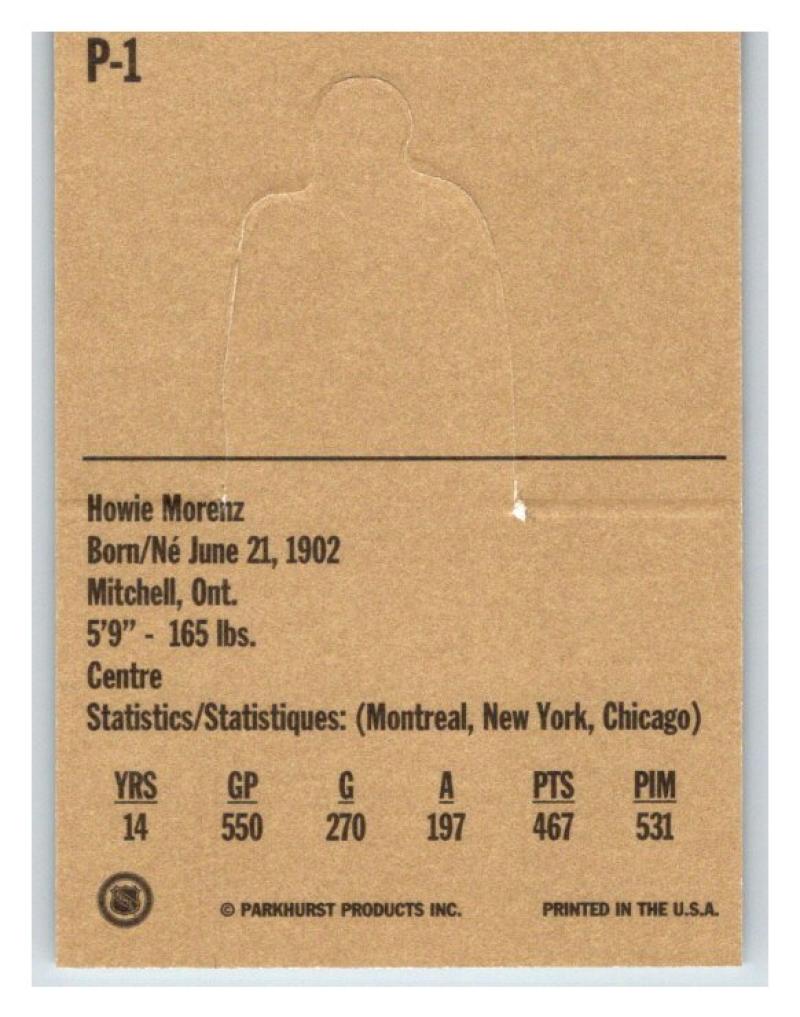 P-1
Howie Morenz
Born/Né June 21, 1902
Mitchell, Ont.
5'9” - 165 lbs.
Centre
Statistics/Statistiques: (Montreal, New York, Chicago)
YRS GP G A PTS PIM
14 550 270 197 467 531
© PARKHURST PRODUCTS INC. PRINTED IN THE U.S.A.